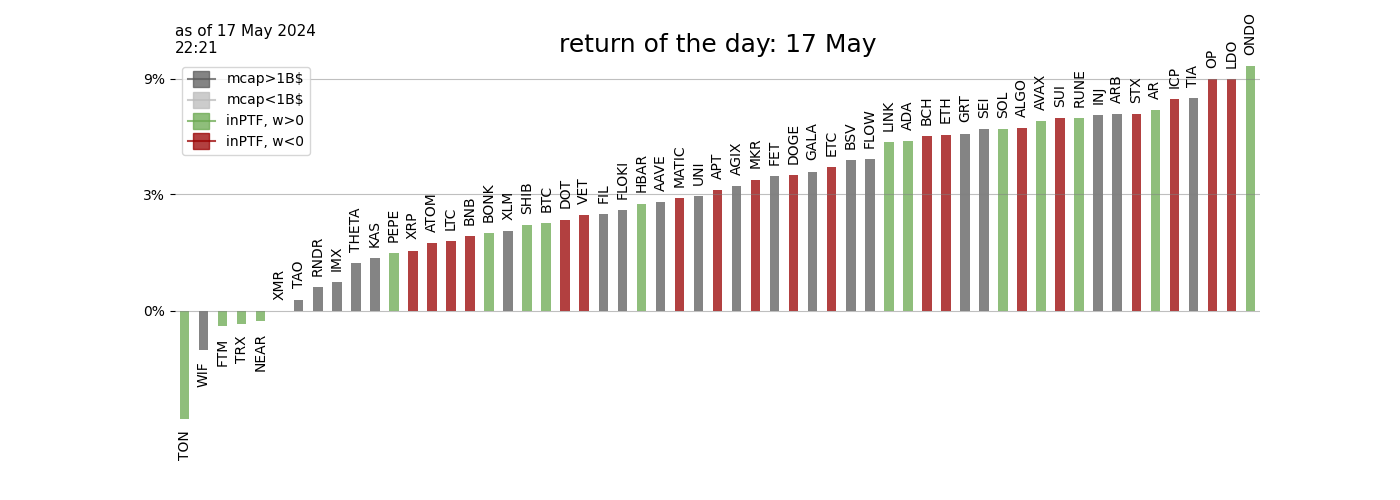 as of 17 May 2024
22:21
return of the day: 17 May
mcap>1B$
mcap<1B$
inPTF, w>0
inPTF, w<0
9%
3%
0%
TON
WIF
FTM
TRX
NEAR
XMR
TAO
RNDR
IMX
THETA
KAS
PEPE
XRP
ATOM
LTC
BNB
BONK
XLM
SHIB
BTC
DOT
VET
FIL
FLOKI
HBAR
AAVE
MATIC
UNI
APT
AGIX
MKR
FET
DOGE
GALA
ETC
BSV
FLOW
LINK
ADA
BCH
ETH
GRT
SEI
SOL
ALGO
AVAX
SUI
RUNE
INJ
ARB
STX
AR
ICP
TIA
OP
LDO
ONDO